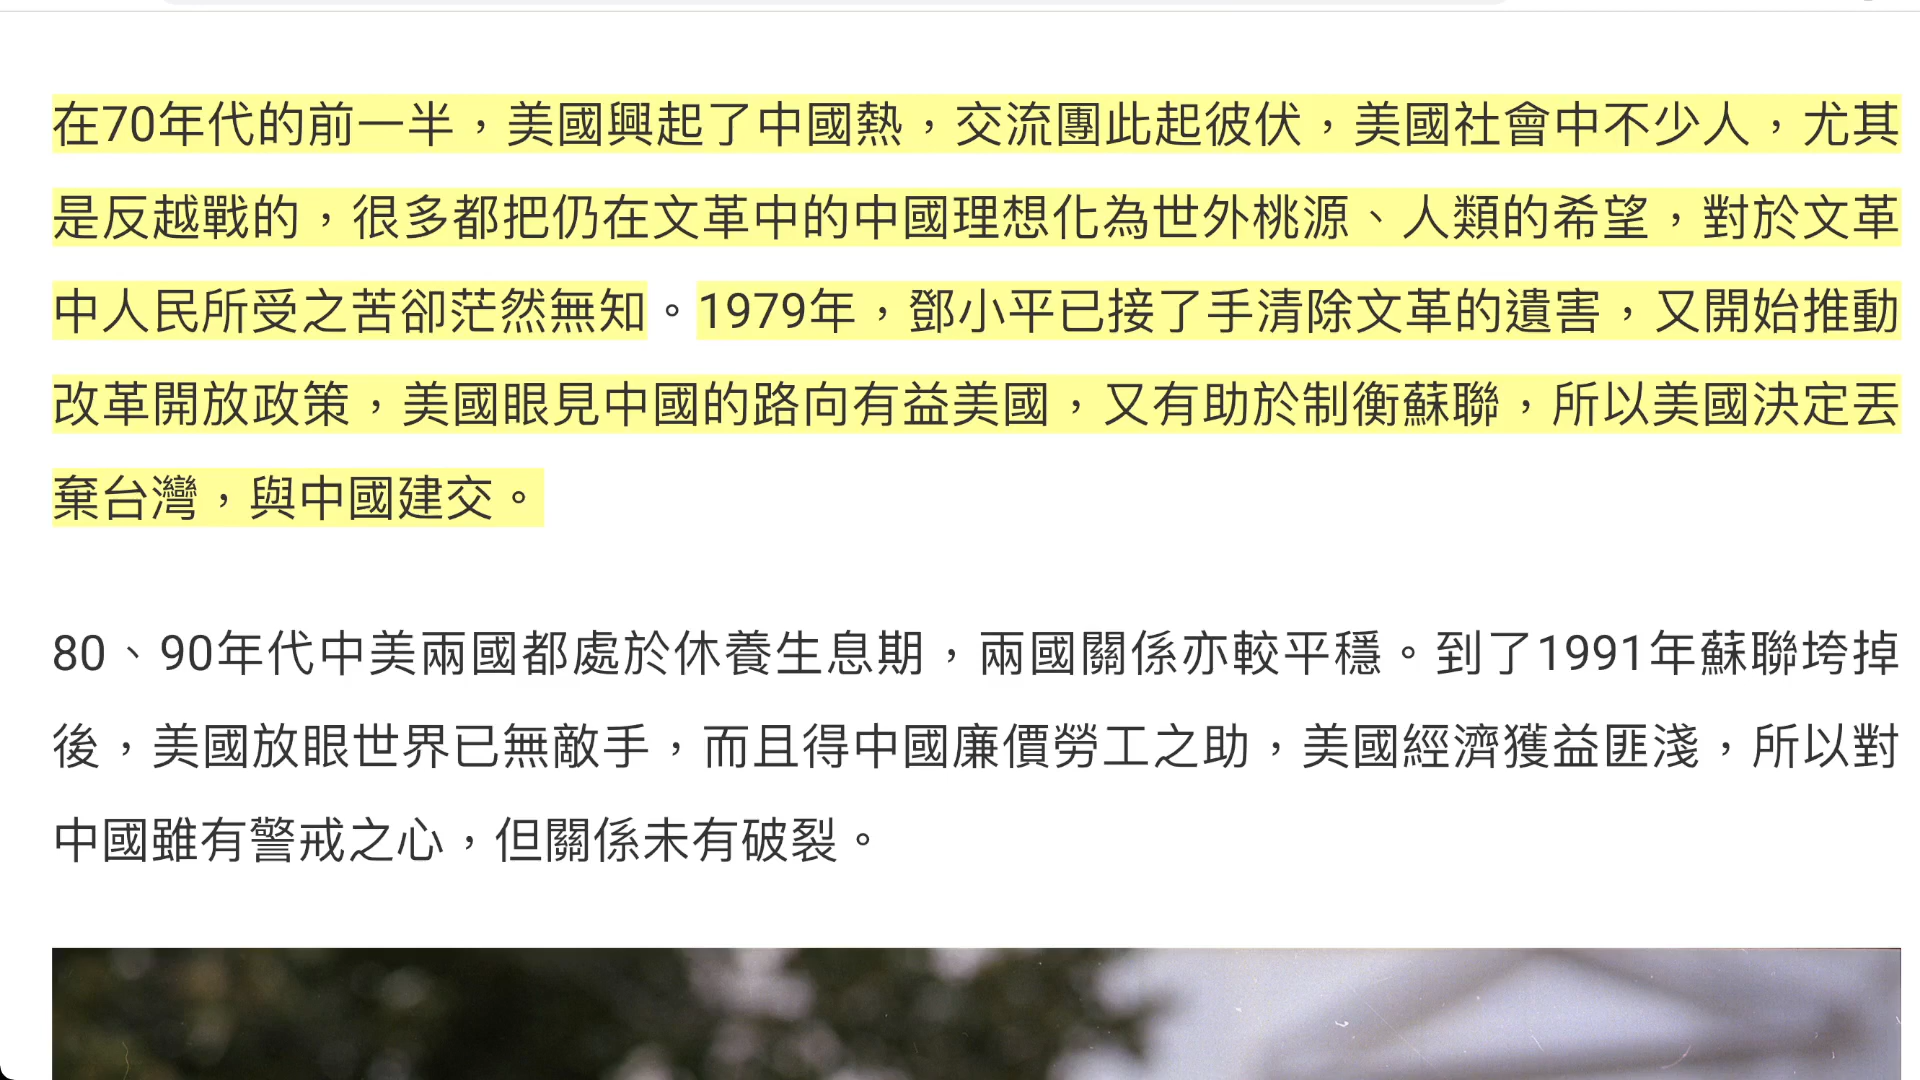 在70年代的前一半，美國興起了中國熱，交流團此起彼伏，美國社會中不少人，尤其
是反越戰的，很多都把仍在文革中的中國理想化為世外桃源、人類的希望，對於文革
中人民所受之苦卻茫然無知。1979年，鄧小平已接了手清除文革的遺害，又開始推動
改革開放政策，美國眼見中國的路向有益美國，又有助於制衡蘇聯，所以美國決定丟
棄台灣，與中國建交。
80、90年代中美兩國都處於休養生息期，兩國關係亦較平穩。到了1991年蘇聯垮掉
後，美國放眼世界已無敵手，而且得中國廉價勞工之助，美國經濟獲益匪淺，所以對
中國雖有警戒之心，但關係未有破裂。